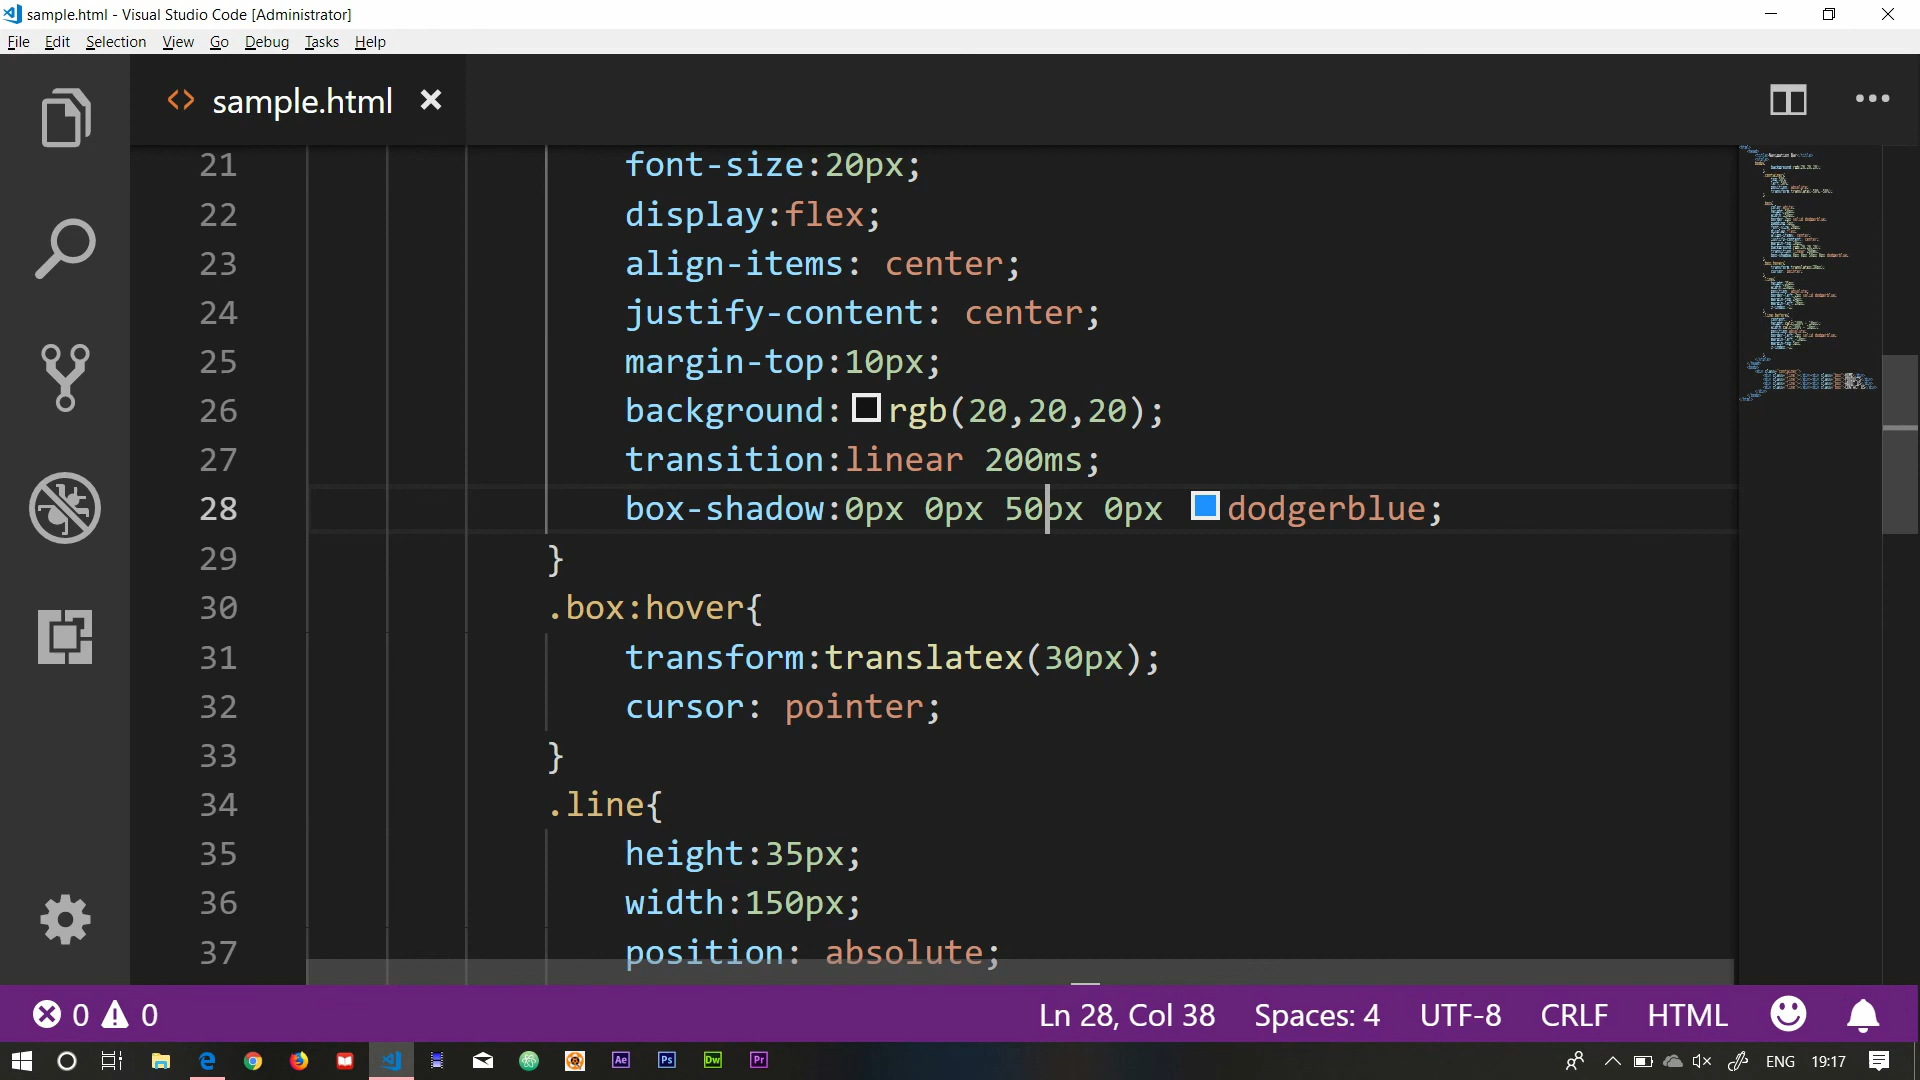 sample.html - Visual Studio Code [Administrator]
File Edit Selection View Go Debug Tasks Help
sample.html
21 font-size:20px;
22 display:flex;
23 align-items: center;
24 justify-content: center;
25 margin-top:10px;
26 background:rgb(20,20,20);
27 transition:linear 200ms;
28 box-shadow:0px 0px 50px 0px dodgerblue;
29 }
30 .box:hover{
31 transform:translatex(30px);
32 cursor: pointer;
33 }
34 .line{
35 height:35px;
36 width:150px;
37 position: absolute;
0 0 Ln 28, Col 38 Spaces: 4 UTF-8 CRLF HTML
Ae Ps Dw Pr ENG 19:17